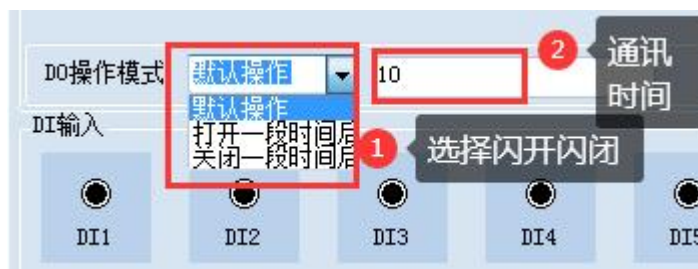 DO操作模式 默认操作 10
2 通讯时间
默认操作
打开一段时间后
关闭一段时间后
1 选择闪开闪闭
DI输入
DI1 DI2 DI3 DI4 DI5